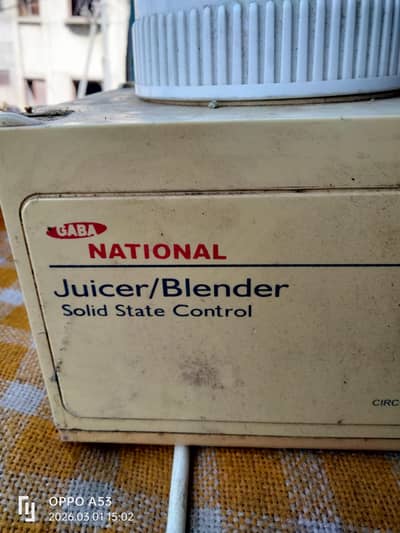 GABA
NATIONAL
Juicer/Blender
Solid State Control
CIRC
OPPO A53
2026.03.01 15:02